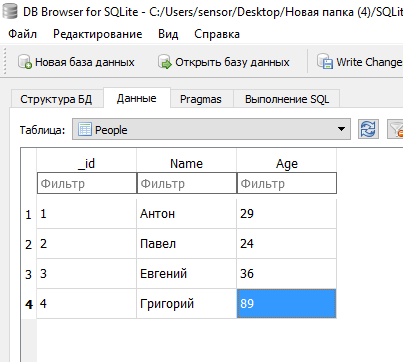 DB Browser for SQLite - C:/Users/sensor/Desktop/Новая папка (4)/SQLi
Файл Редактирование Вид Справка
Новая база данных Открыть базу данных Write Change
Структура БД Данные Pragmas Выполнение SQL
Таблица: People
_id Name Age
Фильтр Фильтр Фильтр
1 1 Антон 29
2 2 Павел 24
3 3 Евгений 36
4 4 Григорий 89